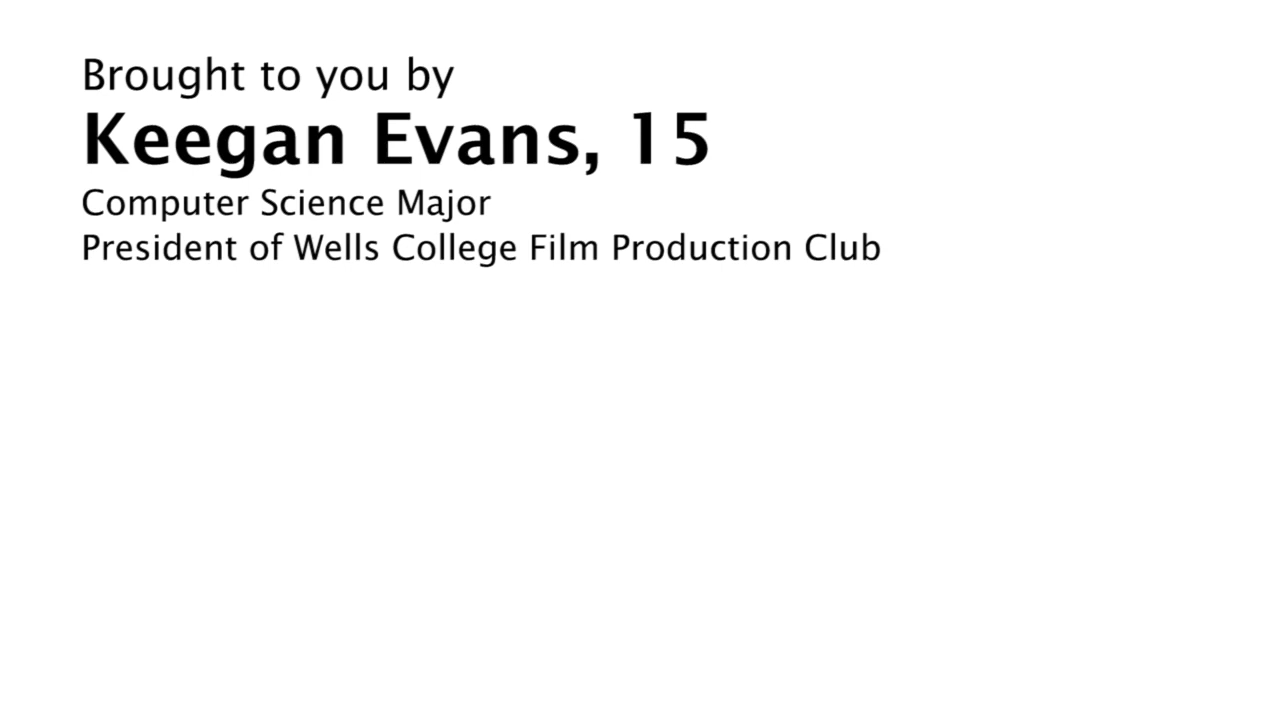 Brought to you by
Keegan Evans, 15
Computer Science Major
President of Wells College Film Production Club